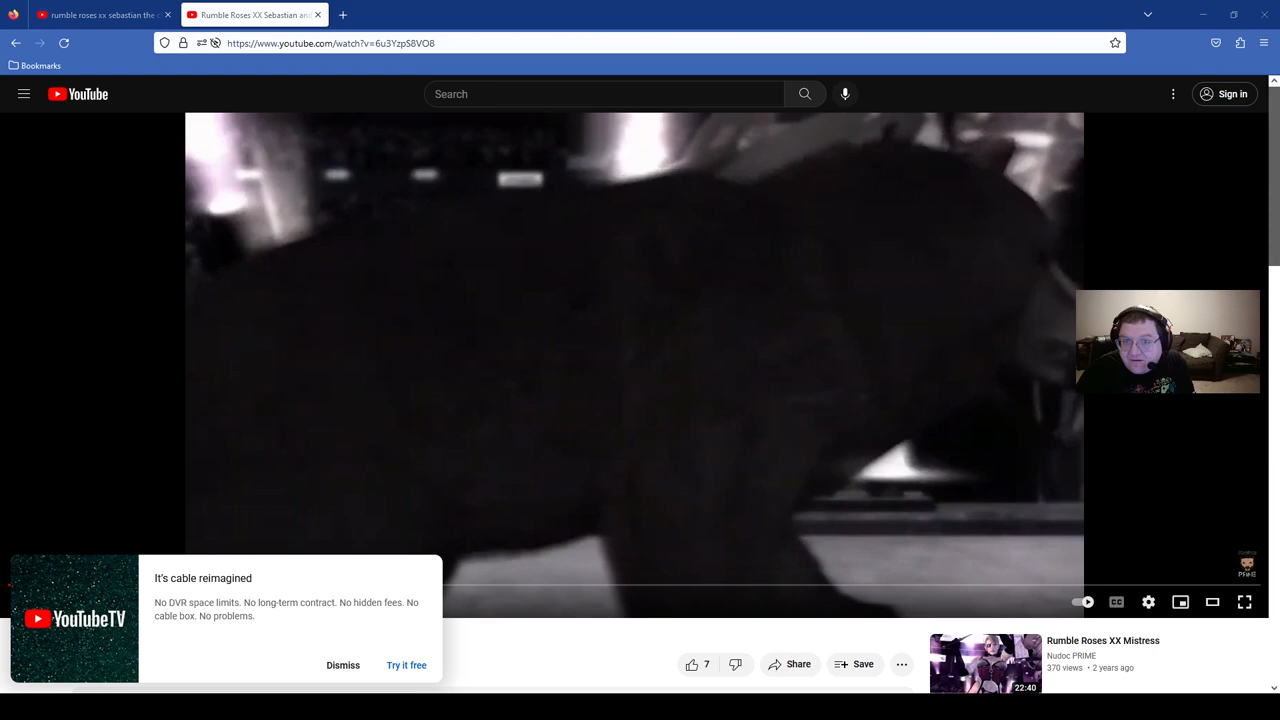 rumble roses xx sebastian the c
Rumble Roses XX Sebastian and
https://www.youtube.com/watch?v=6u3YzpS8VO8
Bookmarks
YouTube
Search
Sign in
PRIME
It's cable reimagined
No DVR space limits. No long-term contract. No hidden fees. No
cable box. No problems.
YouTubeTV
Dismiss
Try it free
7
Share
Save
Rumble Roses XX Mistress
Nudoc PRIME
370 views • 2 years ago
22:40